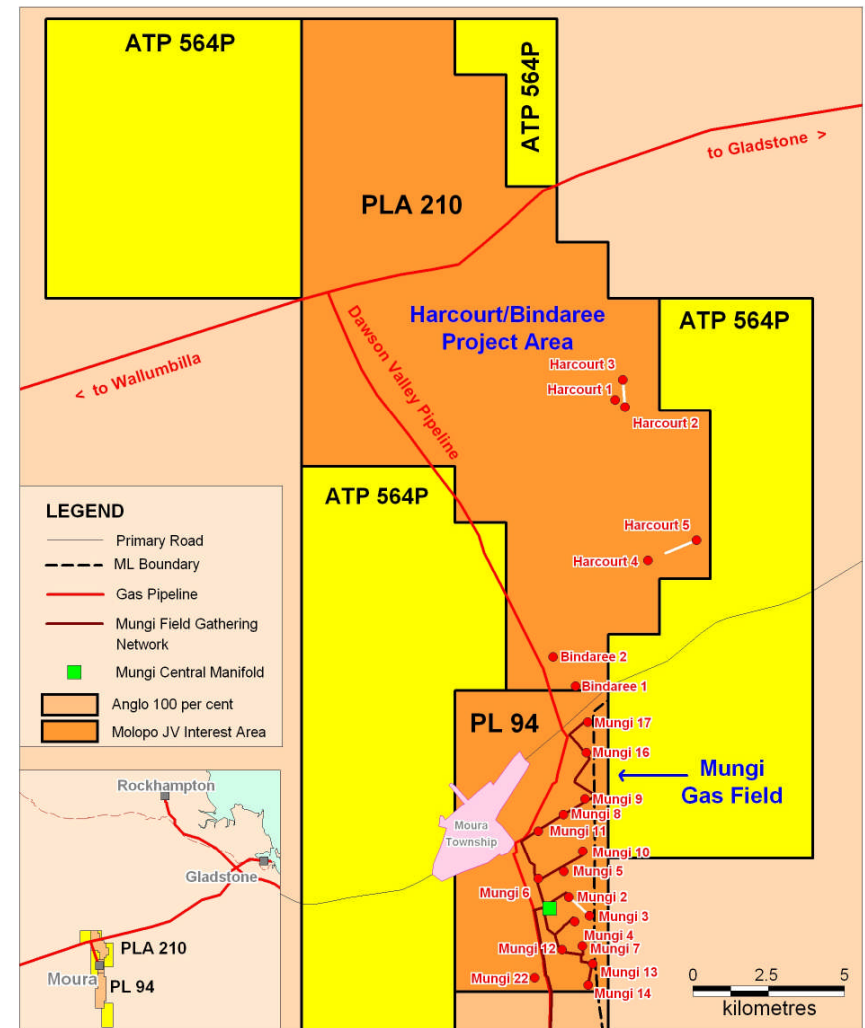 ATP 564P
ATP 564P
to Gladstone >
PLA 210
Harcourt/Bindaree
Project Area
ATP 564P
Dawson Valley Pipeline
< to Wallumbilla
Harcourt 3
Harcourt 1
Harcourt 2
ATP 564P
Harcourt 5
Harcourt 4
LEGEND
Primary Road
ML Boundary
Gas Pipeline
Mungi Field Gathering
Network
Mungi Central Manifold
Anglo 100 per cent
Molopo JV Interest Area
Bindaree 2
Bindaree 1
PL 94
Mungi 17
Mungi 16
Mungi
Gas Field
Mungi 9
Mungi 8
Moura
Township
Mungi 11
Mungi 10
Mungi 5
Mungi 6
Mungi 2
Mungi 3
Mungi 4
Mungi 12
Mungi 7
Mungi 13
Mungi 22
Mungi 14
Rockhampton
Gladstone
PLA 210
Moura
PL 94
0 2.5 5
kilometres